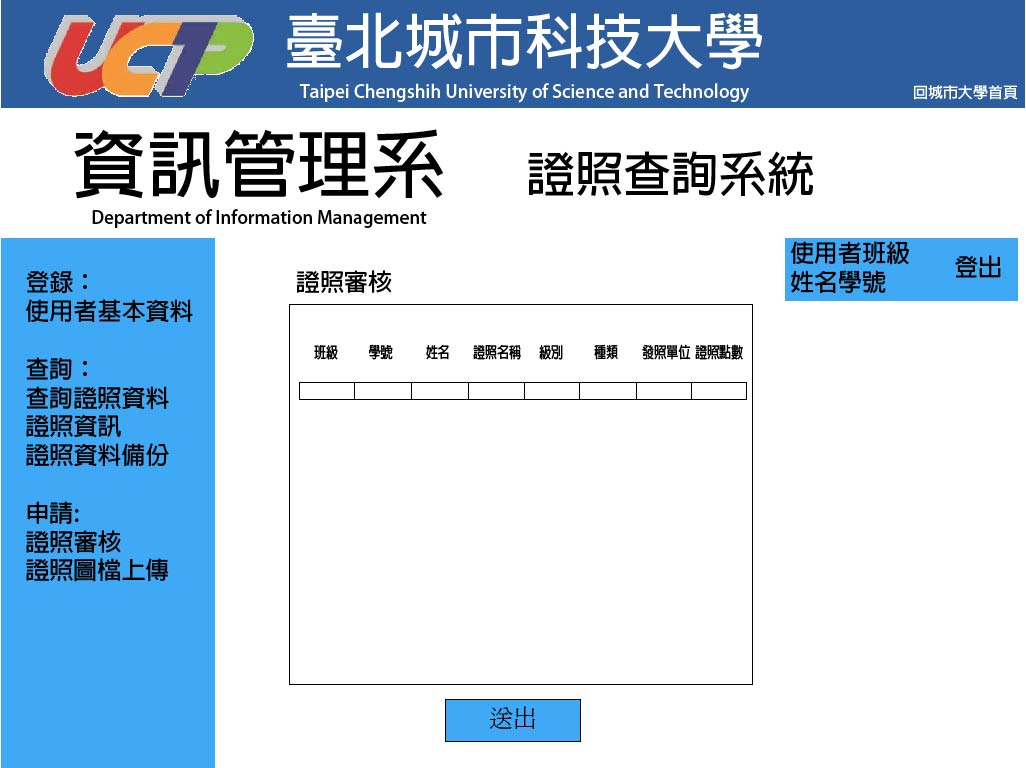 UCTP
臺北城市科技大學
Taipei Chengshih University of Science and Technology
回城市大學首頁
資訊管理系
Department of Information Management
證照查詢系統
登錄：
使用者基本資料
查詢：
查詢證照資料
證照資訊
證照資料備份
申請:
證照審核
證照圖檔上傳
證照審核
班級 學號 姓名 證照名稱 級別 種類 發照單位 證照點數
送出
使用者班級
姓名學號
登出